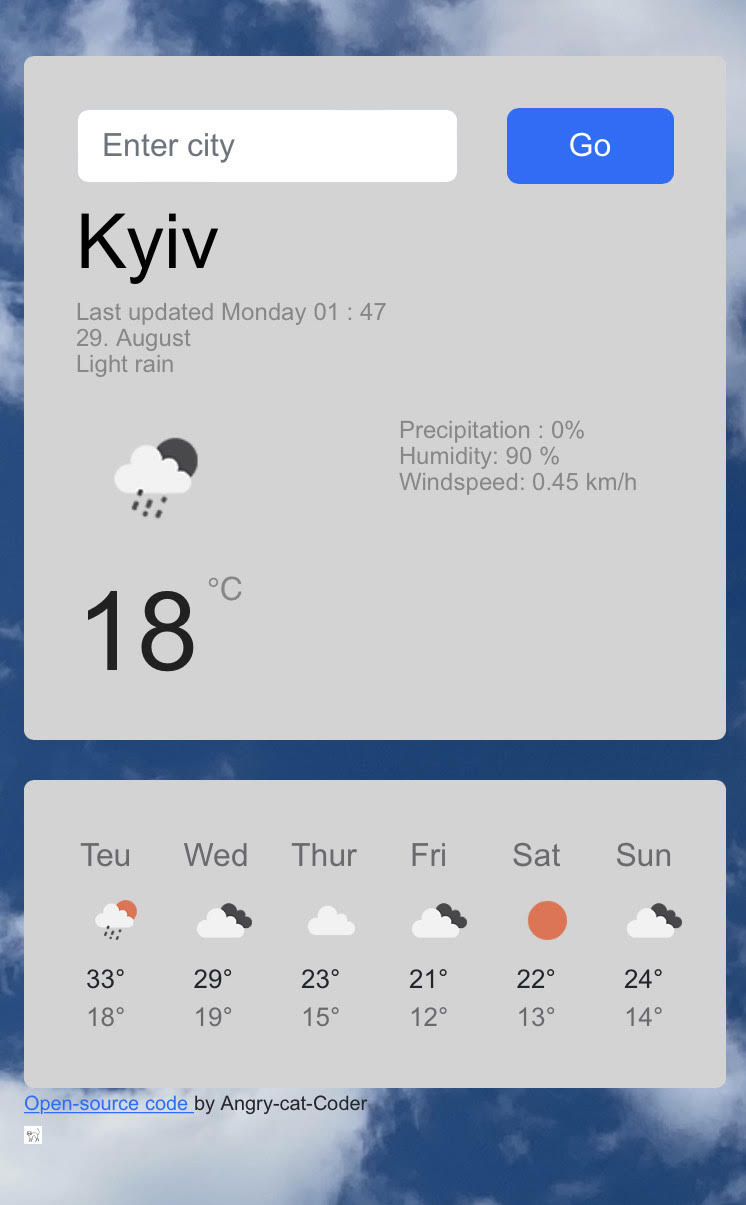 Enter city
Go
Kyiv
Last updated Monday 01 : 47
29. August
Light rain
Precipitation : 0%
Humidity: 90 %
Windspeed: 0.45 km/h
18 °C
Teu Wed Thur Fri Sat Sun
33° 29° 23° 21° 22° 24°
18° 19° 15° 12° 13° 14°
Open-source code by Angry-cat-Coder